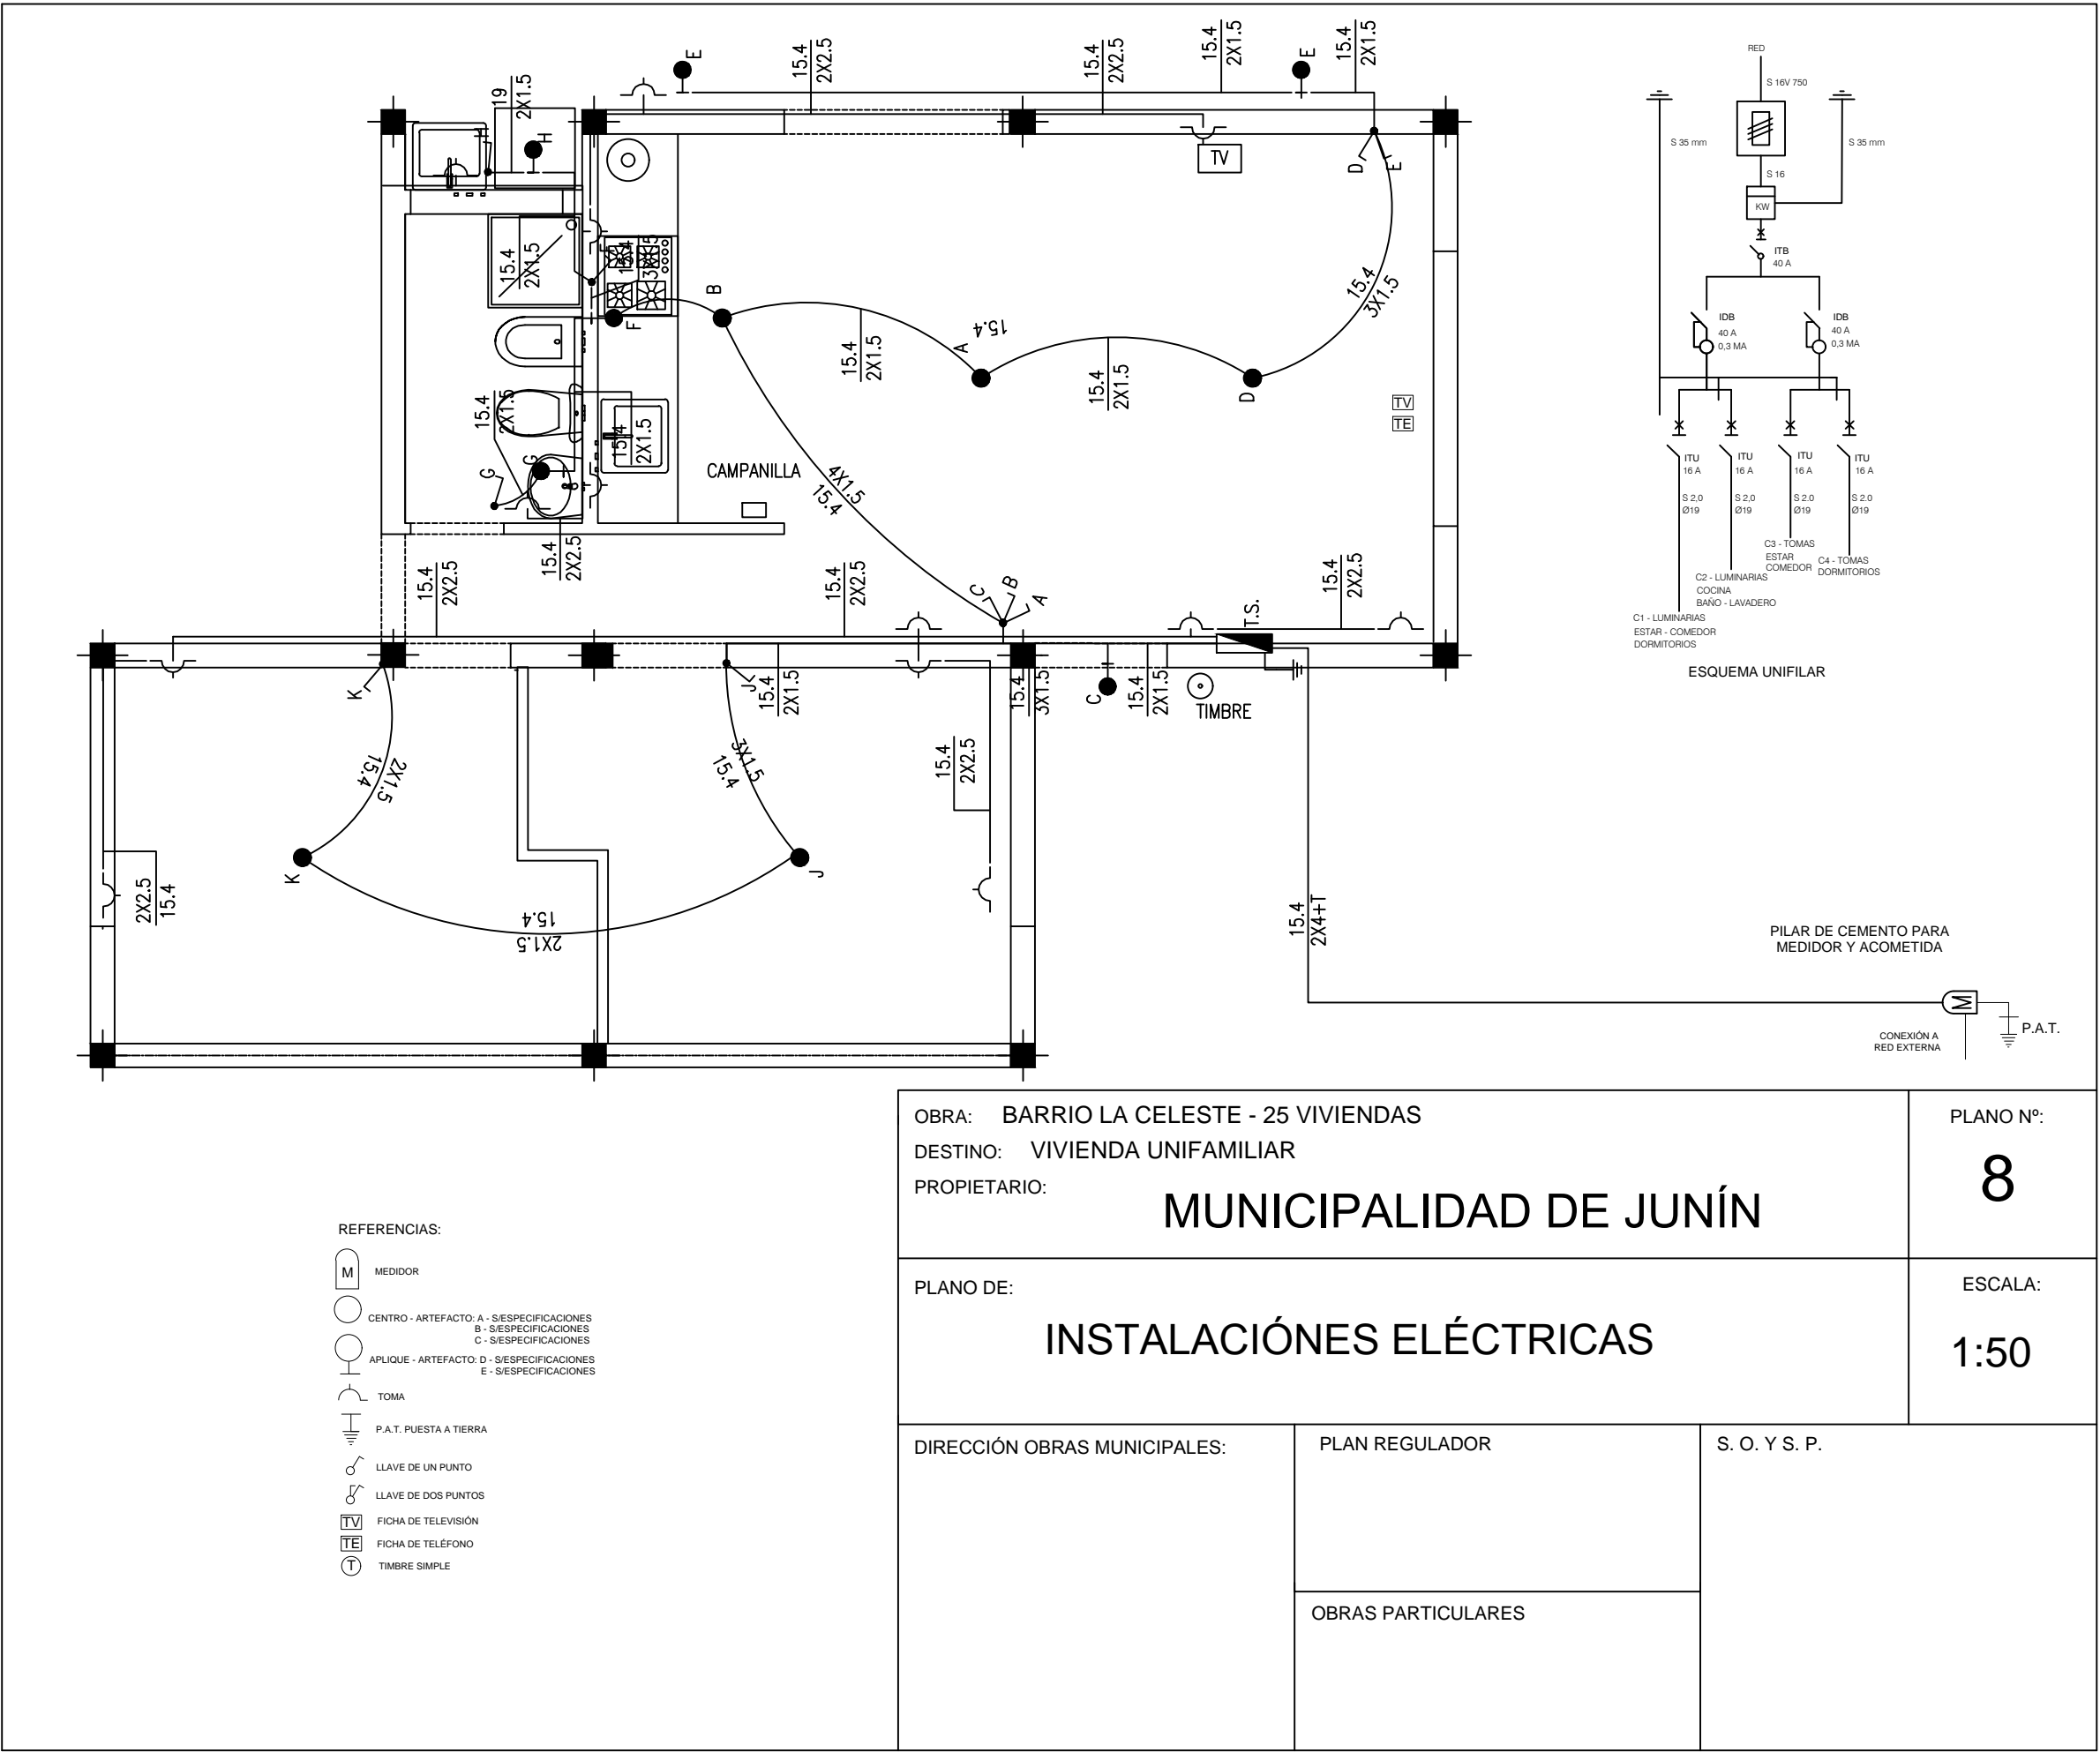 E
15.4
2X2.5
15.4
2X2.5
15.4
2X1.5
E
15.4
2X1.5
19
2X1.5
H
H
TV
D
E
15.4
2X1.5
F
15.4
3X1.5
B
F
15.4
2X1.5
A
15.4
15.4
2X1.5
D
15.4
3X1.5
TV
TE
15.4
2X1.5
G
G
15.4
2X1.5
CAMPANILLA
4X1.5
15.4
15.4
2X2.5
15.4
2X2.5
15.4
2X2.5
C
B
A
T.S.
15.4
2X2.5
K
J
15.4
2X1.5
15.4
3X1.5
C
15.4
2X1.5
TIMBRE
2X1.5
15.4
3X1.5
15.4
15.4
2X2.5
K
J
2X2.5
15.4
15.4
2X1.5
15.4
2X4+T
RED
S 16V 750
S 35 mm
S 35 mm
S 16
KW
ITB
40 A
IDB
40 A
0,3 MA
IDB
40 A
0,3 MA
ITU
16 A
ITU
16 A
ITU
16 A
ITU
16 A
S 2,0
Ø19
S 2,0
Ø19
S 2.0
Ø19
S 2.0
Ø19
C3 - TOMAS
ESTAR
COMEDOR
C4 - TOMAS
DORMITORIOS
C2 - LUMINARIAS
COCINA
BAÑO - LAVADERO
C1 - LUMINARIAS
ESTAR - COMEDOR
DORMITORIOS
ESQUEMA UNIFILAR
PILAR DE CEMENTO PARA
MEDIDOR Y ACOMETIDA
M
P.A.T.
CONEXIÓN A
RED EXTERNA
OBRA: BARRIO LA CELESTE - 25 VIVIENDAS
DESTINO: VIVIENDA UNIFAMILIAR
PROPIETARIO:
MUNICIPALIDAD DE JUNÍN
PLANO Nº:
8
PLANO DE:
INSTALACIÓNES ELÉCTRICAS
ESCALA:
1:50
DIRECCIÓN OBRAS MUNICIPALES:
PLAN REGULADOR
S. O. Y S. P.
OBRAS PARTICULARES
REFERENCIAS:
M MEDIDOR
CENTRO - ARTEFACTO: A - S/ESPECIFICACIONES
B - S/ESPECIFICACIONES
C - S/ESPECIFICACIONES
APLIQUE - ARTEFACTO: D - S/ESPECIFICACIONES
E - S/ESPECIFICACIONES
TOMA
P.A.T. PUESTA A TIERRA
LLAVE DE UN PUNTO
LLAVE DE DOS PUNTOS
TV FICHA DE TELEVISIÓN
TE FICHA DE TELÉFONO
T TIMBRE SIMPLE